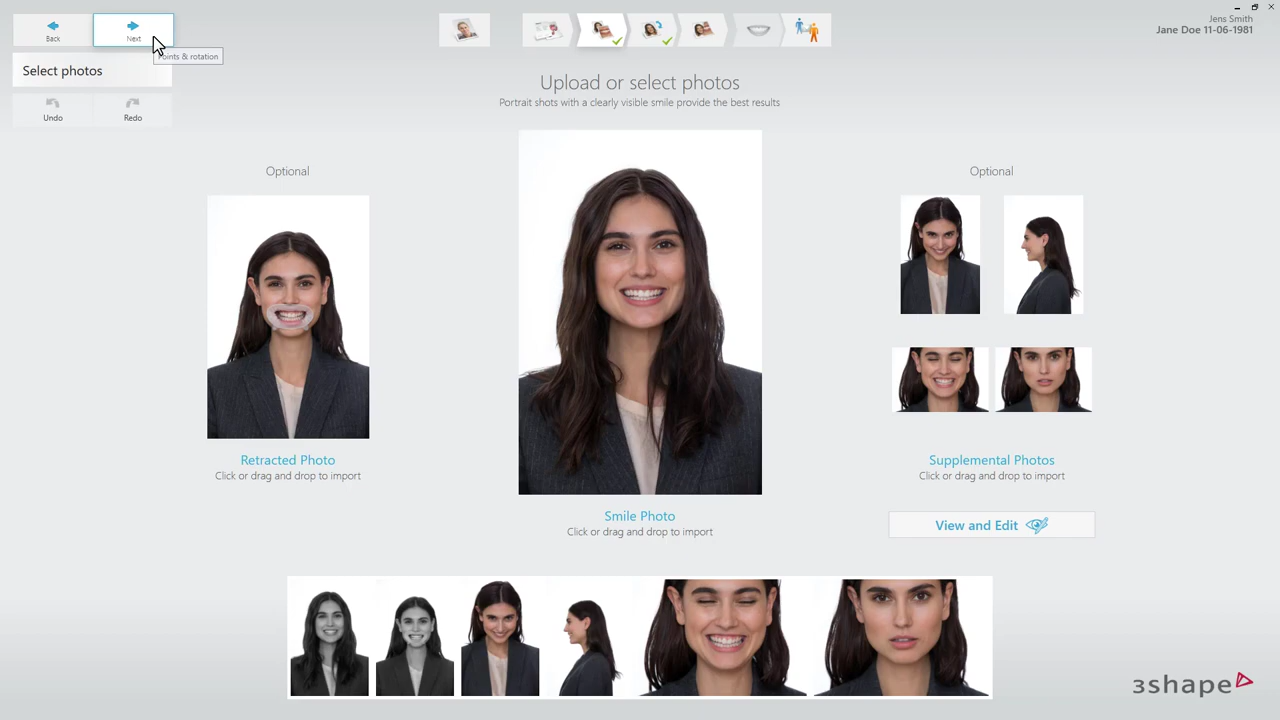 Back
Next
Points & rotation
Select photos
Undo
Redo
Jens Smith
Jane Doe 11-06-1981
Upload or select photos
Portrait shots with a clearly visible smile provide the best results
Optional
Retracted Photo
Click or drag and drop to import
Smile Photo
Click or drag and drop to import
Optional
Supplemental Photos
Click or drag and drop to import
View and Edit
3shape